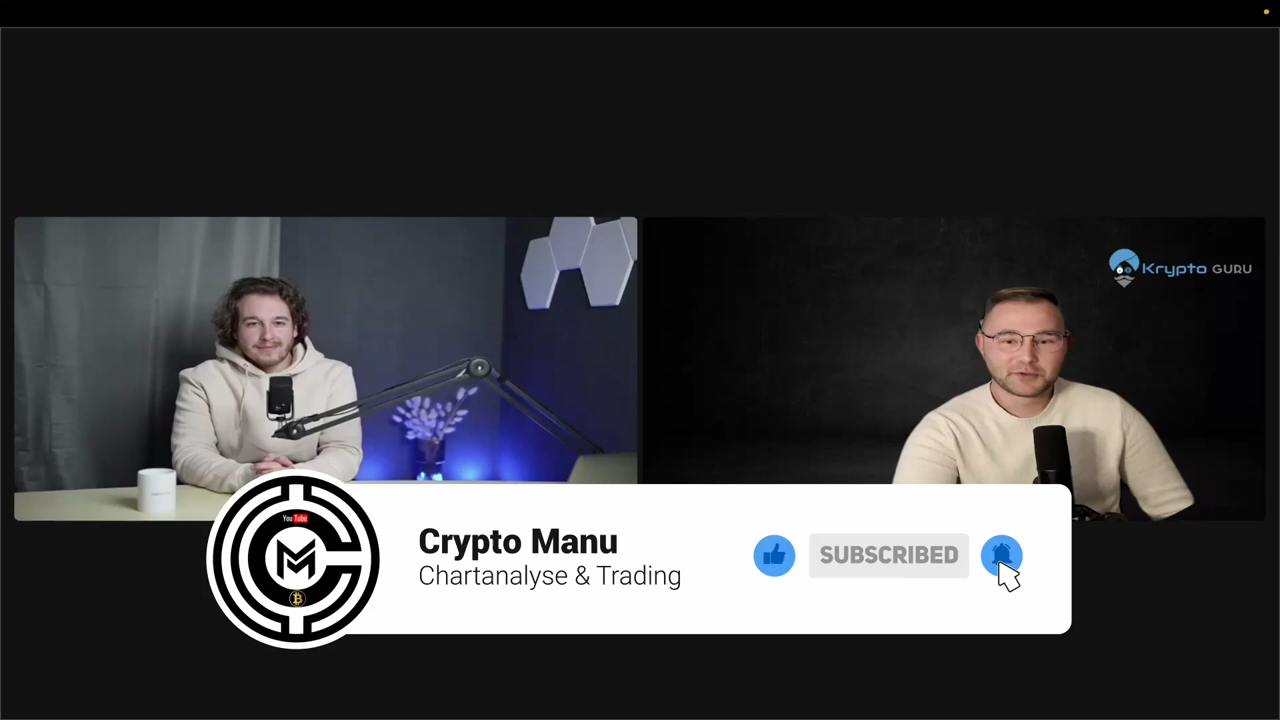 Krypto GURU
YouTube
Crypto Manu
Chartanalyse & Trading
SUBSCRIBED